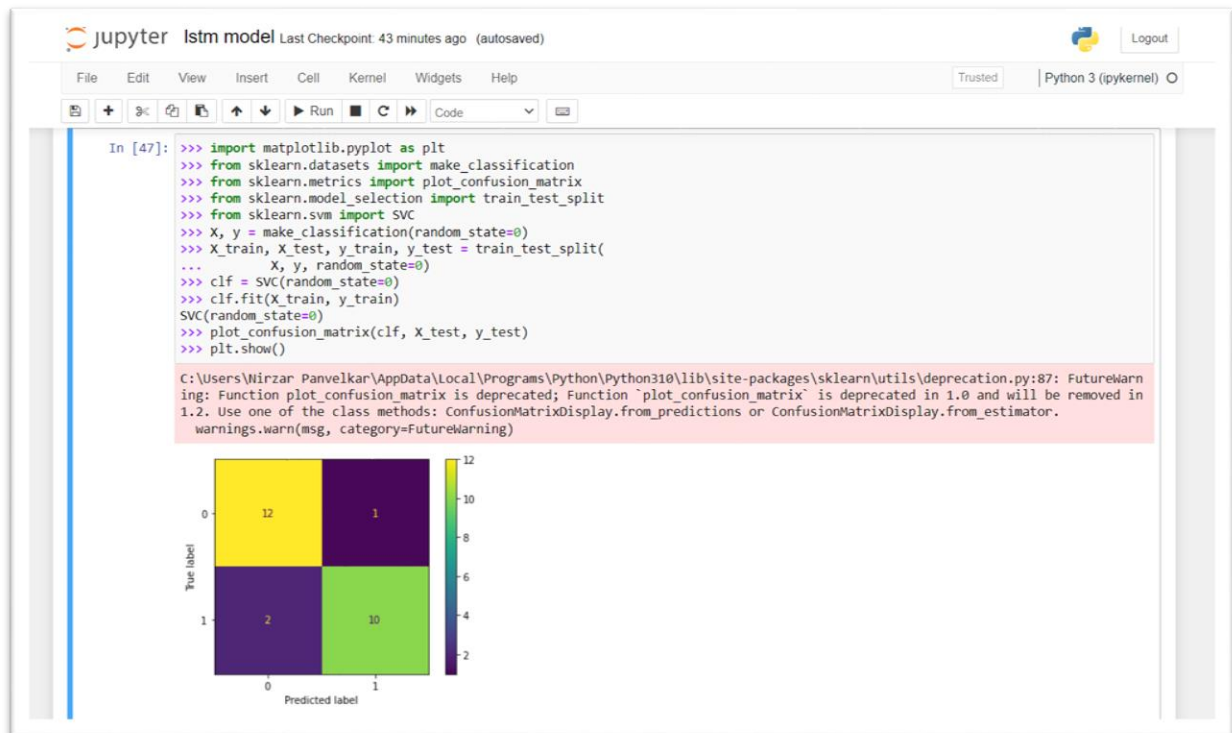 jupyter lstm model Last Checkpoint: 43 minutes ago (autosaved)
Logout
File Edit View Insert Cell Kernel Widgets Help
Trusted
Python 3 (ipykernel)
Run
Code
In [47]:
>>> import matplotlib.pyplot as plt
>>> from sklearn.datasets import make_classification
>>> from sklearn.metrics import plot_confusion_matrix
>>> from sklearn.model_selection import train_test_split
>>> from sklearn.svm import SVC
>>> X, y = make_classification(random_state=0)
>>> X_train, X_test, y_train, y_test = train_test_split(
...         X, y, random_state=0)
>>> clf = SVC(random_state=0)
>>> clf.fit(X_train, y_train)
SVC(random_state=0)
>>> plot_confusion_matrix(clf, X_test, y_test)
>>> plt.show()
C:\Users\Nirzar Panvelkar\AppData\Local\Programs\Python\Python310\lib\site-packages\sklearn\utils\deprecation.py:87: FutureWarn
ing: Function plot_confusion_matrix is deprecated; Function `plot_confusion_matrix` is deprecated in 1.0 and will be removed in
1.2. Use one of the class methods: ConfusionMatrixDisplay.from_predictions or ConfusionMatrixDisplay.from_estimator.
  warnings.warn(msg, category=FutureWarning)
12
10
8
6
4
2
0
12
1
True label
1
2
10
0
1
Predicted label